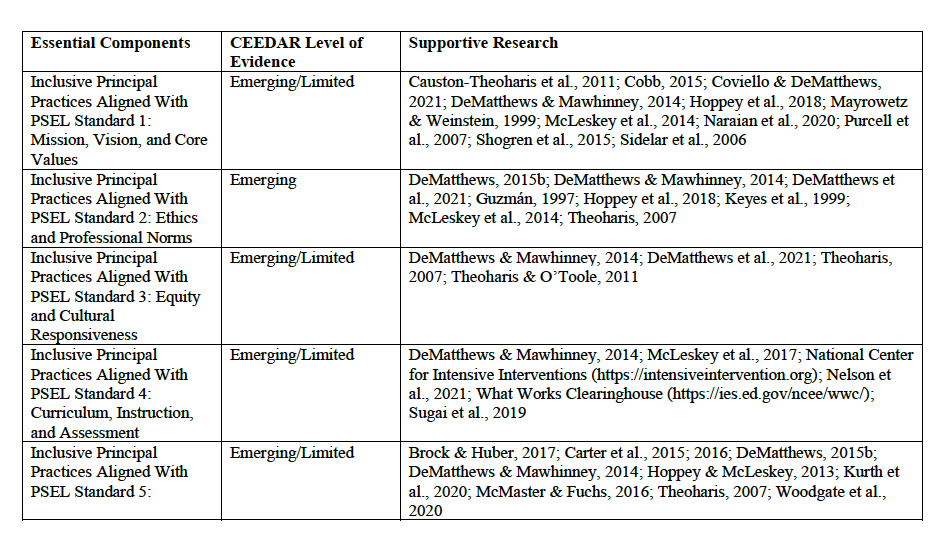 Essential Components
CEEDAR Level of
Evidence
Supportive Research
Inclusive Principal
Practices Aligned With
PSEL Standard 1:
Mission, Vision, and Core
Values
Emerging/Limited
Causton-Theoharis et al., 2011; Cobb, 2015; Coviello & DeMatthews,
2021; DeMatthews & Mawhinney, 2014; Hoppey et al., 2018; Mayrowetz
& Weinstein, 1999; McLeskey et al., 2014; Naraian et al., 2020; Purcell et
al., 2007; Shogren et al., 2015; Sidelar et al., 2006
Inclusive Principal
Practices Aligned With
PSEL Standard 2: Ethics
and Professional Norms
Emerging
DeMatthews, 2015b; DeMatthews & Mawhinney, 2014; DeMatthews et
al., 2021; Guzmán, 1997; Hoppey et al., 2018; Keyes et al., 1999;
McLeskey et al., 2014; Theoharis, 2007
Inclusive Principal
Practices Aligned With
PSEL Standard 3: Equity
and Cultural
Responsiveness
Emerging/Limited
DeMatthews & Mawhinney, 2014; DeMatthews et al., 2021; Theoharis,
2007; Theoharis & O’Toole, 2011
Inclusive Principal
Practices Aligned With
PSEL Standard 4:
Curriculum, Instruction,
and Assessment
Emerging/Limited
DeMatthews & Mawhinney, 2014; McLeskey et al., 2017; National Center
for Intensive Interventions (https://intensiveintervention.org); Nelson et
al., 2021; What Works Clearinghouse (https://ies.ed.gov/ncee/wwc/);
Sugai et al., 2019
Inclusive Principal
Practices Aligned With
PSEL Standard 5:
Emerging/Limited
Brock & Huber, 2017; Carter et al., 2015; 2016; DeMatthews, 2015b;
DeMatthews & Mawhinney, 2014; Hoppey & McLeskey, 2013; Kurth et
al., 2020; McMaster & Fuchs, 2016; Theoharis, 2007; Woodgate et al.,
2020